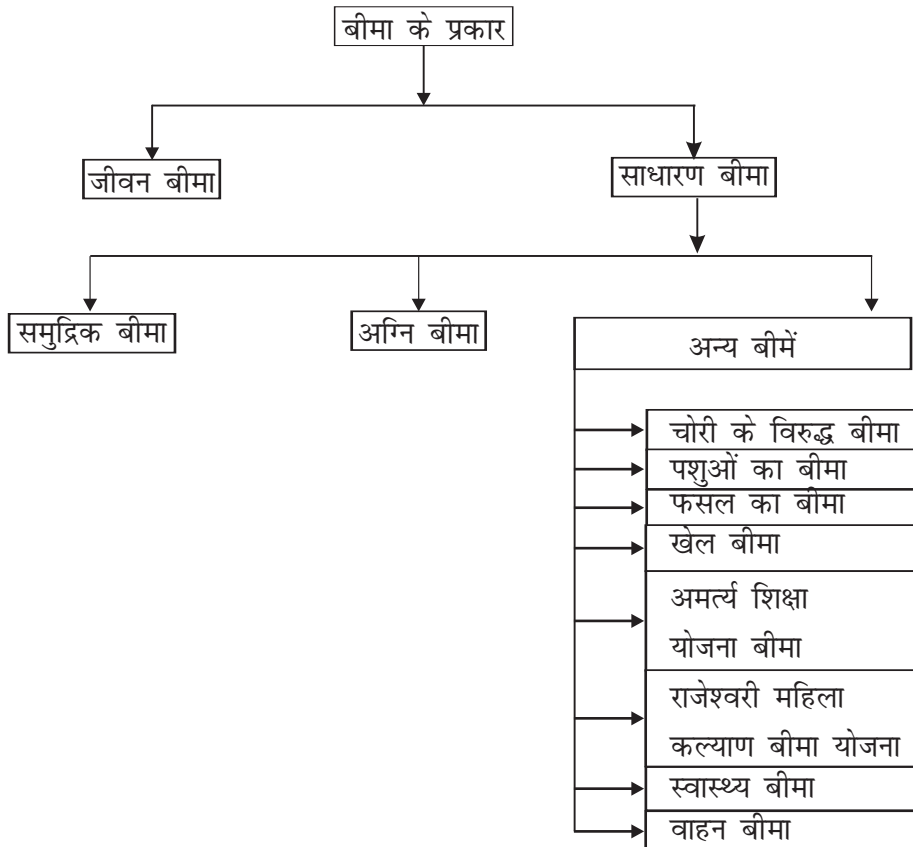 बीमा के प्रकार
जीवन बीमा
साधारण बीमा
समुद्रिक बीमा
अग्नि बीमा
अन्य बीमें
चोरी के विरुद्ध बीमा
पशुओं का बीमा
फसल का बीमा
खेल बीमा
अमर्त्य शिक्षा
योजना बीमा
राजेश्वरी महिला
कल्याण बीमा योजना
स्वास्थ्य बीमा
वाहन बीमा